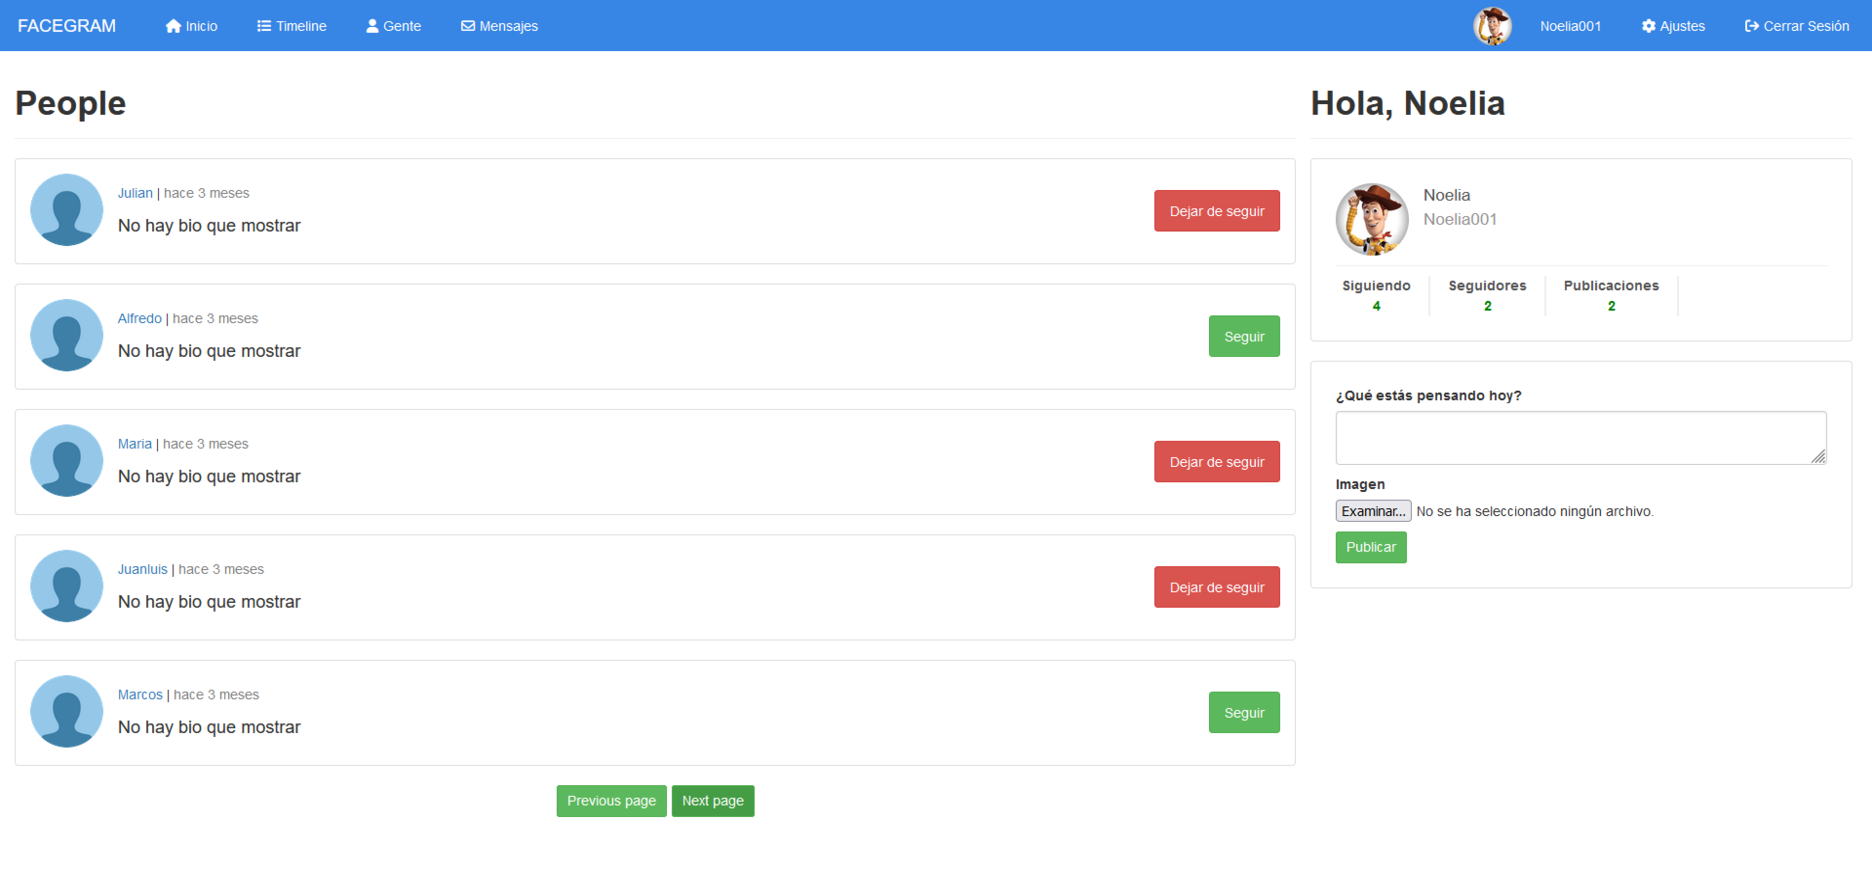 FACEGRAM Inicio Timeline Gente Mensajes Noelia001 Ajustes Cerrar Sesión
People
Julian | hace 3 meses
No hay bio que mostrar
Dejar de seguir
Alfredo | hace 3 meses
No hay bio que mostrar
Seguir
Maria | hace 3 meses
No hay bio que mostrar
Dejar de seguir
Juanluis | hace 3 meses
No hay bio que mostrar
Dejar de seguir
Marcos | hace 3 meses
No hay bio que mostrar
Seguir
Previous page Next page
Hola, Noelia
Noelia
Noelia001
Siguiendo Seguidores Publicaciones
4 2 2
¿Qué estás pensando hoy?
Imagen
Examinar... No se ha seleccionado ningún archivo.
Publicar